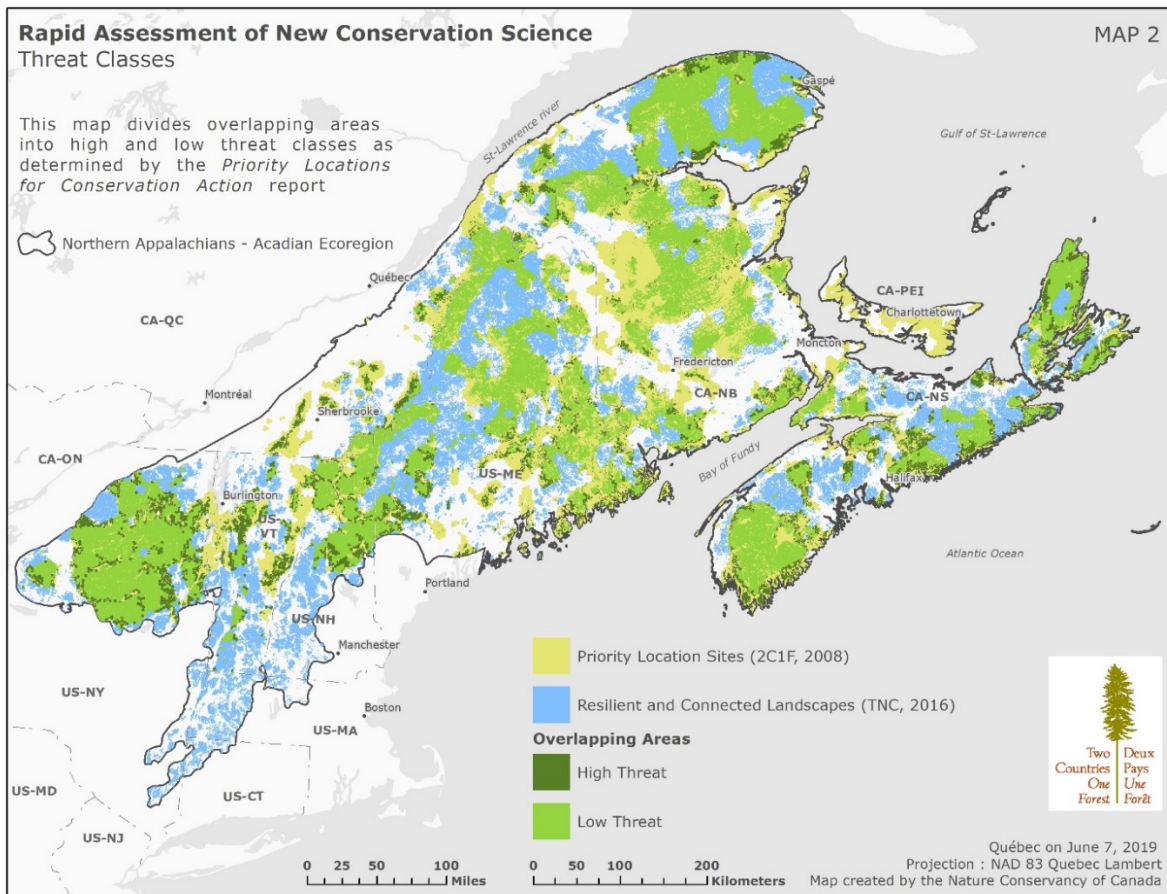 Rapid Assessment of New Conservation Science
Threat Classes
MAP 2
This map divides overlapping areas
into high and low threat classes as
determined by the Priority Locations
for Conservation Action report
Northern Appalachians - Acadian Ecoregion
St-Lawrence river
Gaspé
Gulf of St-Lawrence
Québec
CA-QC
CA-PEI
Charlottetown
Moncton
Fredericton
CA-NB
CA-NS
Montréal
Sherbrooke
CA-ON
Bay of Fundy
US-ME
Halifax
Burlington
US-
VT
Atlantic Ocean
Portland
US-NH
Manchester
US-NY
Boston
US-MA
US-MD
US-CT
US-NJ
Priority Location Sites (2C1F, 2008)
Resilient and Connected Landscapes (TNC, 2016)
Overlapping Areas
High Threat
Low Threat
Two Deux
Countries Pays
One Une
Forest Forêt
0 25 50 100
Miles
0 50 100 200
Kilometers
Québec on June 7, 2019
Projection : NAD 83 Quebec Lambert
Map created by the Nature Conservancy of Canada